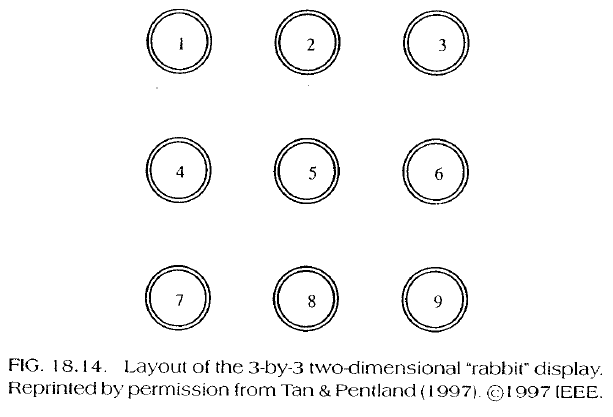 1 2 3
4 5 6
7 8 9
FIG. 18.14. Layout of the 3-by-3 two-dimensional "rabbit" display.
Reprinted by permission from Tan & Pentland (1997). ©1997 IEEE.